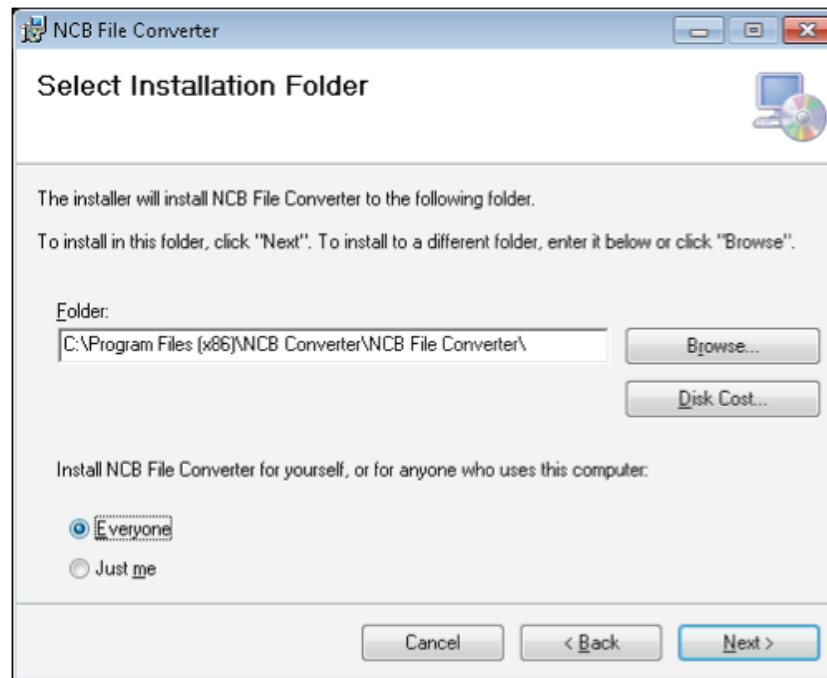 NCB File Converter
Select Installation Folder
The installer will install NCB File Converter to the following folder.
To install in this folder, click "Next". To install to a different folder, enter it below or click "Browse".
Folder:
C:\Program Files (x86)\NCB Converter\NCB File Converter\
Browse...
Disk Cost...
Install NCB File Converter for yourself, or for anyone who uses this computer:
Everyone
Just me
Cancel < Back Next >